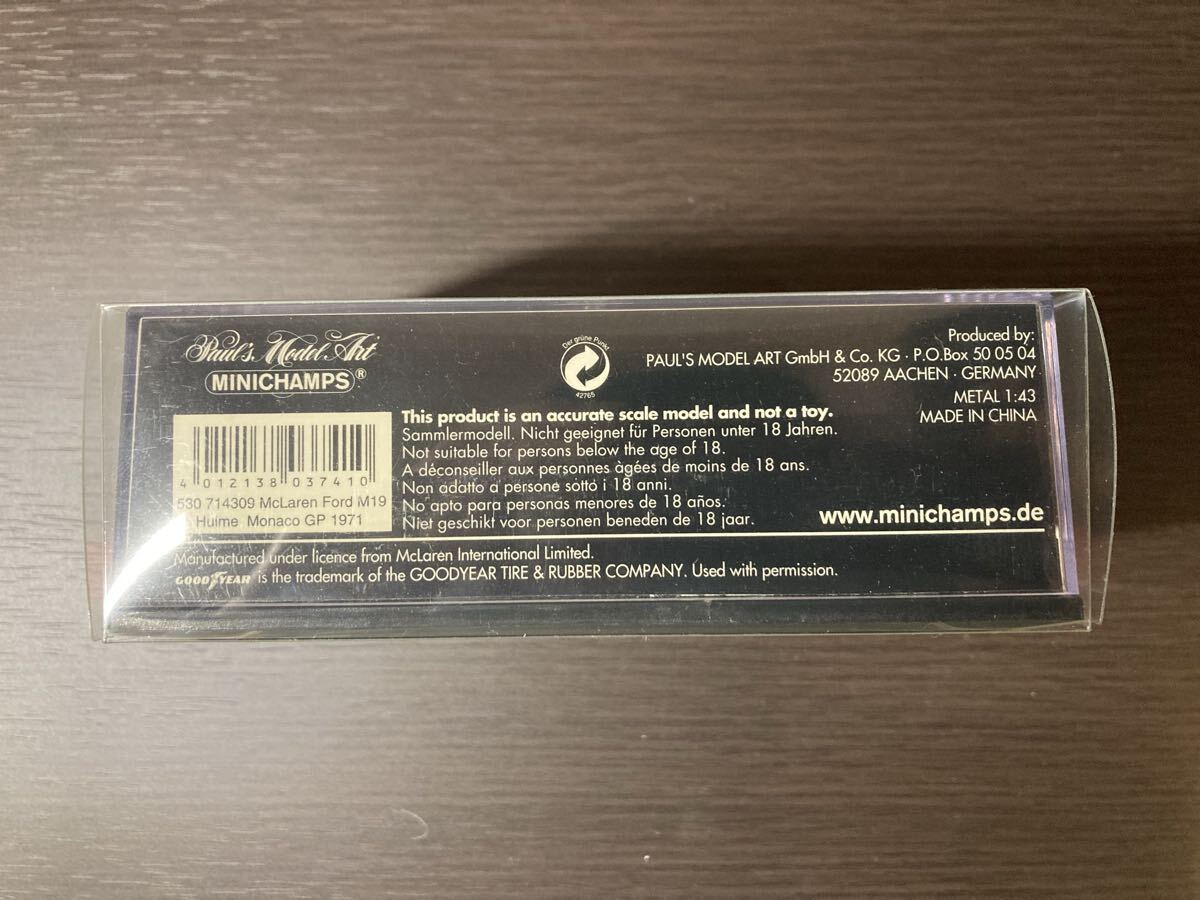 Paul's Model Art
MINICHAMPS®
4 012138 037410
530 714309 McLaren Ford M19
Hulme Monaco GP 1971
Der grüne Punkt
42765
Produced by:
PAUL'S MODEL ART GmbH & Co. KG · P.O.Box 50 05 04
52089 AACHEN · GERMANY
METAL 1:43
MADE IN CHINA
This product is an accurate scale model and not a toy.
Sammlermodell. Nicht geeignet für Personen unter 18 Jahren.
Not suitable for persons below the age of 18.
A déconseiller aux personnes àgées de moins de 18 ans.
Non adatto a persone sotto i 18 anni.
No apto para personas menores de 18 años.
Niet geschikt voor personen beneden de 18 jaar.
www.minichamps.de
Manufactured under licence from McLaren International Limited.
GOODYEAR is the trademark of the GOODYEAR TIRE & RUBBER COMPANY. Used with permission.